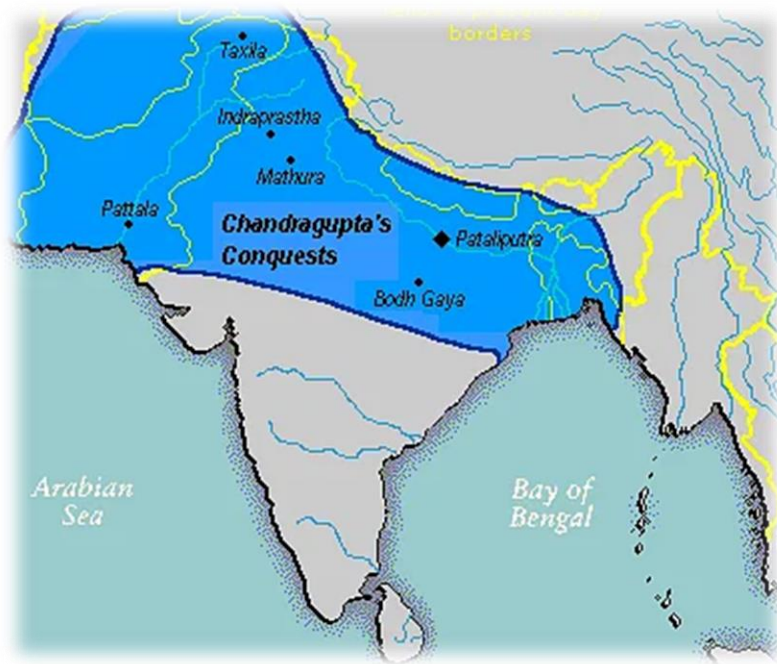 borders
Taxila
Indraprastha
Mathura
Pattala
Chandragupta's
Conquests
Pataliputra
Bodh Gaya
Arabian
Sea
Bay of
Bengal